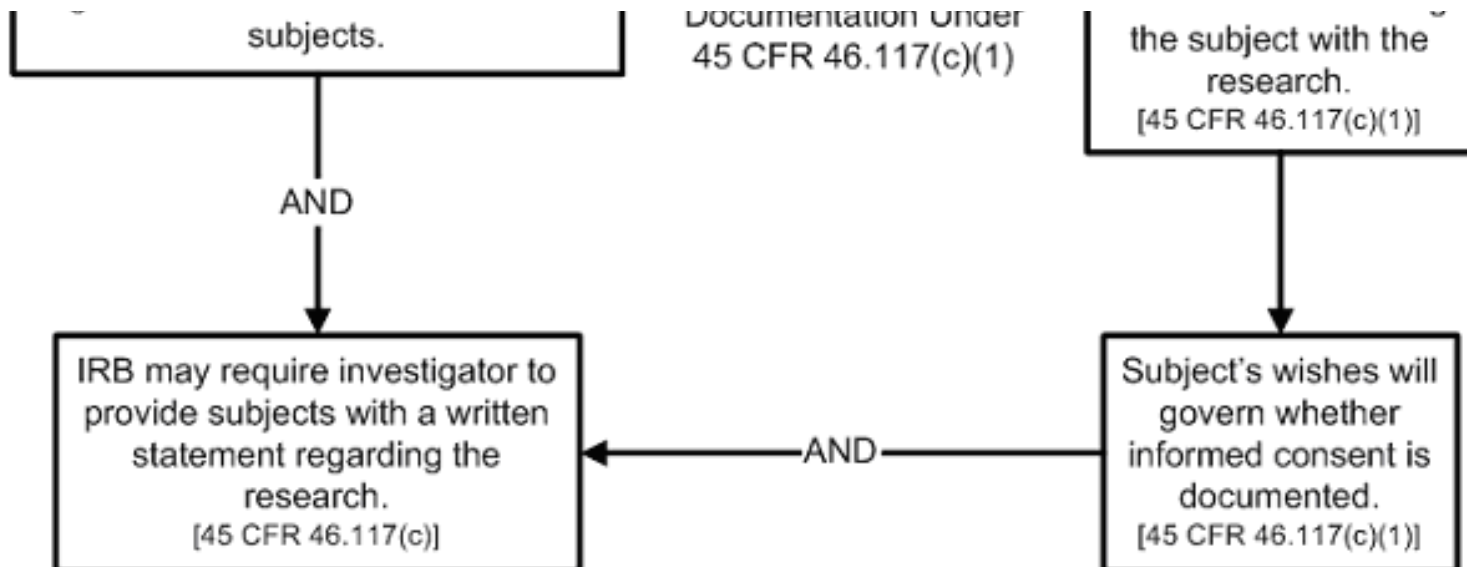 subjects.
Documentation Under
45 CFR 46.117(c)(1)
the subject with the
research.
[45 CFR 46.117(c)(1)]
AND
IRB may require investigator to
provide subjects with a written
statement regarding the
research.
[45 CFR 46.117(c)]
AND
Subject's wishes will
govern whether
informed consent is
documented.
[45 CFR 46.117(c)(1)]